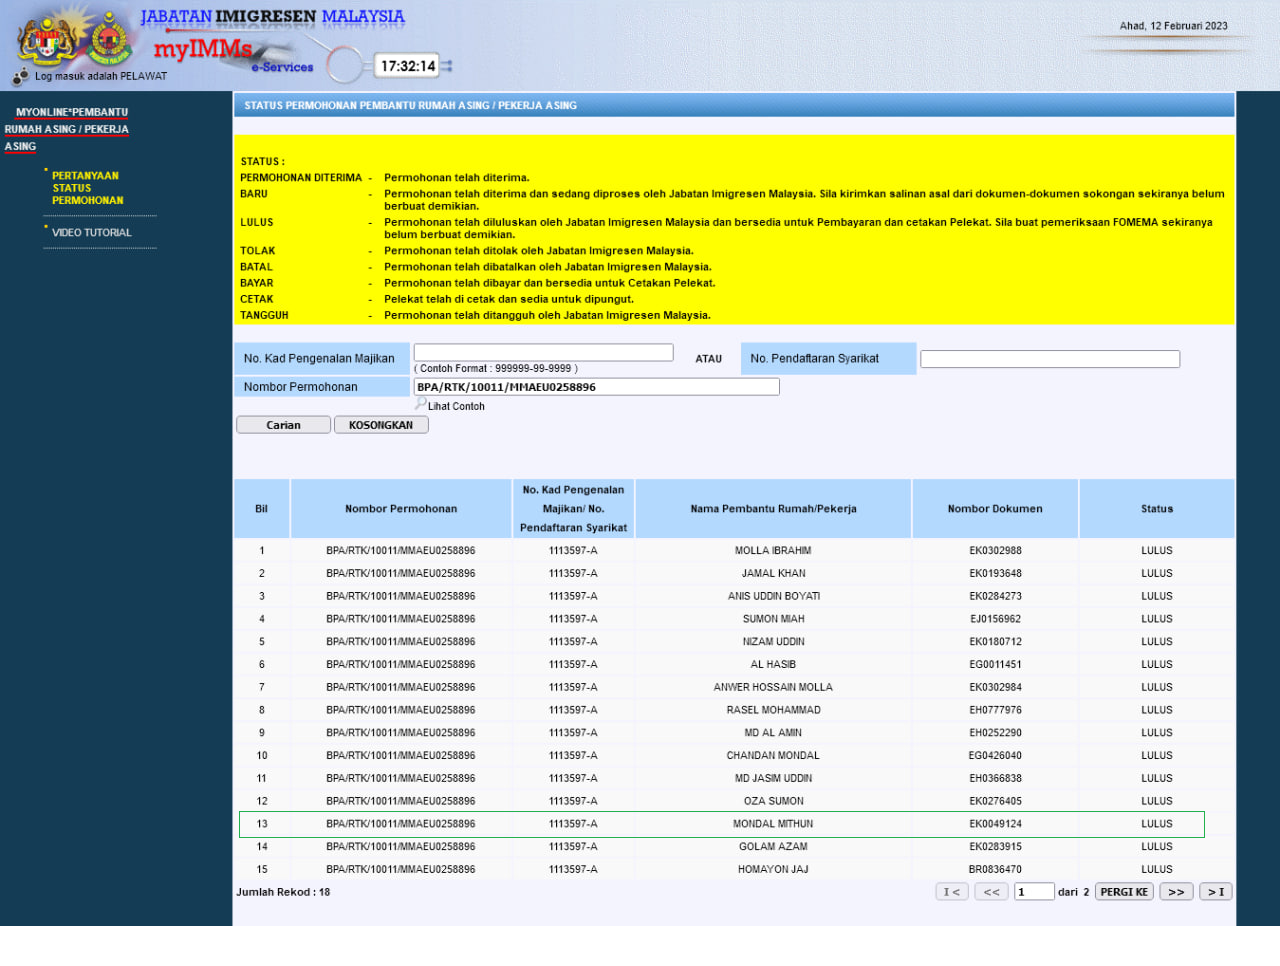 JABATAN IMIGRESEN MALAYSIA
myIMMs
e-Services
17:32:14
Ahad, 12 Februari 2023
Log masuk adalah PELAWAT
MYONLINE*PEMBANTU
RUMAH ASING / PEKERJA
ASING
PERTANYAAN
STATUS
PERMOHONAN
VIDEO TUTORIAL
STATUS PERMOHONAN PEMBANTU RUMAH ASING / PEKERJA ASING
STATUS :
PERMOHONAN DITERIMA - Permohonan telah diterima.
BARU - Permohonan telah diterima dan sedang diproses oleh Jabatan Imigresen Malaysia. Sila kirimkan salinan asal dari dokumen-dokumen sokongan sekiranya belum
berbuat demikian.
LULUS - Permohonan telah diluluskan oleh Jabatan Imigresen Malaysia dan bersedia untuk Pembayaran dan cetakan Pelekat. Sila buat pemeriksaan FOMEMA sekiranya
belum berbuat demikian.
TOLAK - Permohonan telah ditolak oleh Jabatan Imigresen Malaysia.
BATAL - Permohonan telah dibatalkan oleh Jabatan Imigresen Malaysia.
BAYAR - Permohonan telah dibayar dan bersedia untuk Cetakan Pelekat.
CETAK - Pelekat telah di cetak dan sedia untuk dipungut.
TANGGUH - Permohonan telah ditangguh oleh Jabatan Imigresen Malaysia.
No. Kad Pengenalan Majikan ATAU No. Pendaftaran Syarikat
( Contoh Format : 999999-99-9999 )
Nombor Permohonan BPA/RTK/10011/MMAEU0258896
Lihat Contoh
Carian KOSONGKAN
Bil Nombor Permohonan No. Kad Pengenalan Majikan/ No. Pendaftaran Syarikat Nama Pembantu Rumah/Pekerja Nombor Dokumen Status
1 BPA/RTK/10011/MMAEU0258896 1113597-A MOLLA IBRAHIM EK0302988 LULUS
2 BPA/RTK/10011/MMAEU0258896 1113597-A JAMAL KHAN EK0193648 LULUS
3 BPA/RTK/10011/MMAEU0258896 1113597-A ANIS UDDIN BOYATI EK0284273 LULUS
4 BPA/RTK/10011/MMAEU0258896 1113597-A SUMON MIAH EJ0156962 LULUS
5 BPA/RTK/10011/MMAEU0258896 1113597-A NIZAM UDDIN EK0180712 LULUS
6 BPA/RTK/10011/MMAEU0258896 1113597-A AL HASIB EG0011451 LULUS
7 BPA/RTK/10011/MMAEU0258896 1113597-A ANWER HOSSAIN MOLLA EK0302984 LULUS
8 BPA/RTK/10011/MMAEU0258896 1113597-A RASEL MOHAMMAD EH0777976 LULUS
9 BPA/RTK/10011/MMAEU0258896 1113597-A MD AL AMIN EH0252290 LULUS
10 BPA/RTK/10011/MMAEU0258896 1113597-A CHANDAN MONDAL EG0426040 LULUS
11 BPA/RTK/10011/MMAEU0258896 1113597-A MD JASIM UDDIN EH0366838 LULUS
12 BPA/RTK/10011/MMAEU0258896 1113597-A OZA SUMON EK0276405 LULUS
13 BPA/RTK/10011/MMAEU0258896 1113597-A MONDAL MITHUN EK0049124 LULUS
14 BPA/RTK/10011/MMAEU0258896 1113597-A GOLAM AZAM EK0283915 LULUS
15 BPA/RTK/10011/MMAEU0258896 1113597-A HOMAYON JAJ BR0836470 LULUS
Jumlah Rekod : 18 I < << 1 dari 2 PERGI KE >> > I